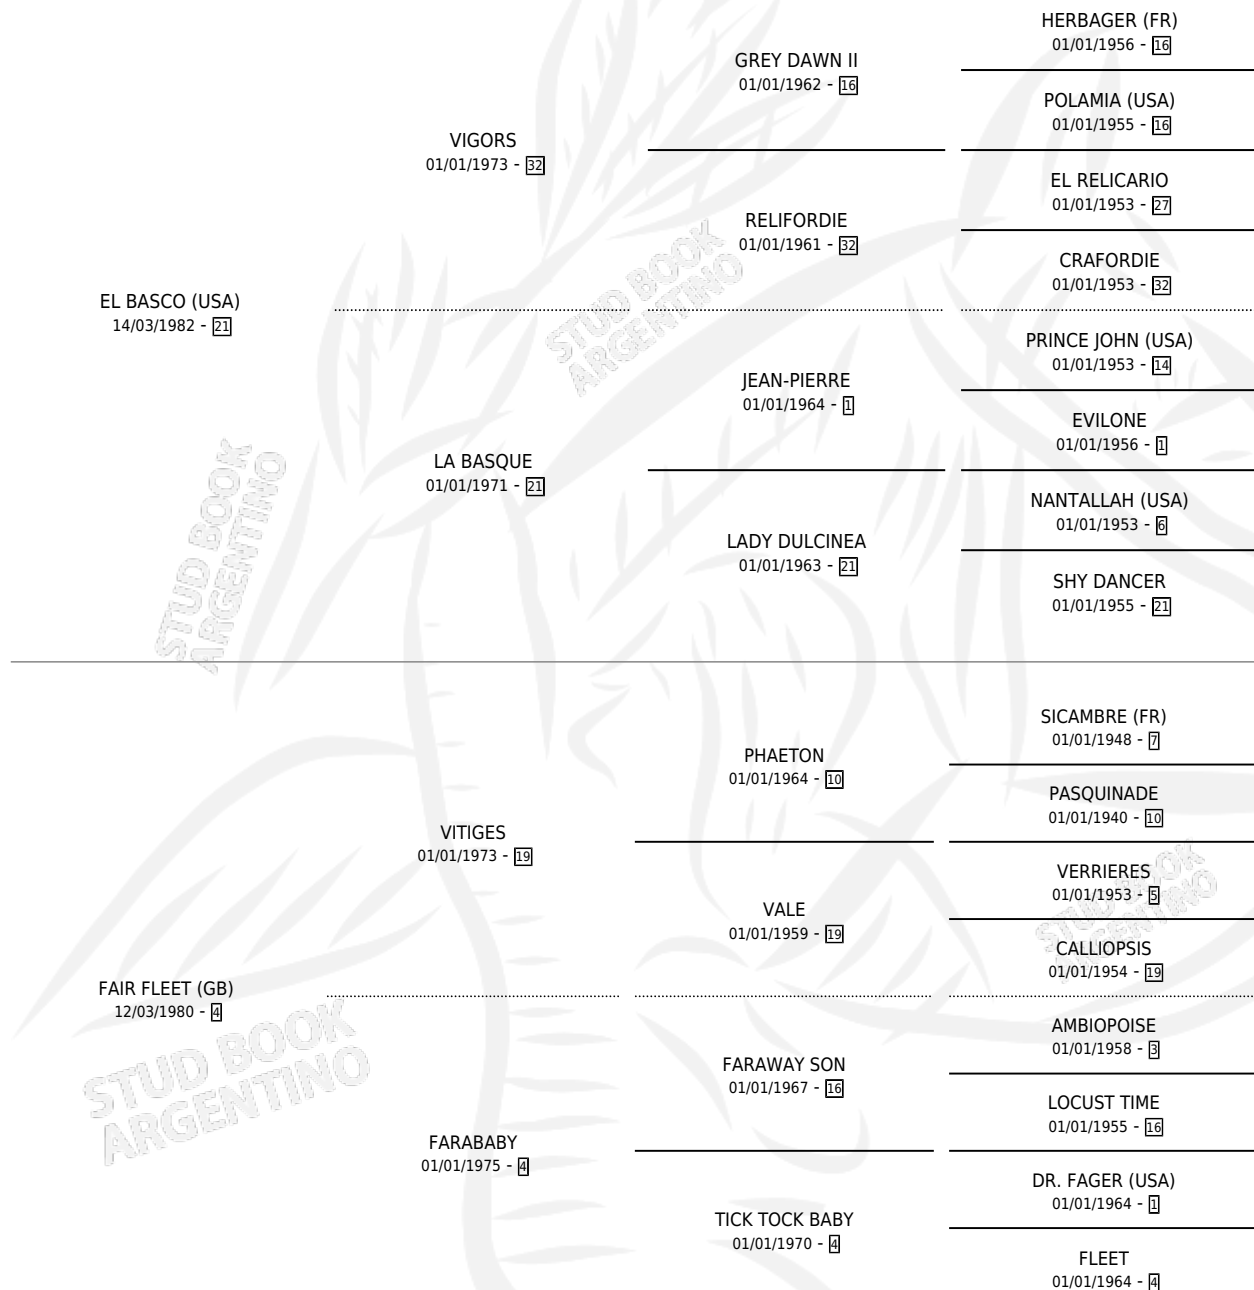 HERBAGER (FR)
01/01/1956 - 16
GREY DAWN II
01/01/1962 - 16
POLAMIA (USA)
01/01/1955 - 16
VIGORS
01/01/1973 - 32
EL RELICARIO
01/01/1953 - 27
RELIFORDIE
01/01/1961 - 32
CRAFORDIE
01/01/1953 - 32
EL BASCO (USA)
14/03/1982 - 21
STUD BOOK
ARGENTINO
PRINCE JOHN (USA)
01/01/1953 - 14
JEAN-PIERRE
01/01/1964 - 1
EVILONE
01/01/1956 - 1
LA BASQUE
01/01/1971 - 21
NANTALLAH (USA)
01/01/1953 - 6
LADY DULCINEA
01/01/1963 - 21
SHY DANCER
01/01/1955 - 21
STUD BOOK
ARGENTINO
SICAMBRE (FR)
01/01/1948 - 7
PHAETON
01/01/1964 - 10
PASQUINADE
01/01/1940 - 10
VITIGES
01/01/1973 - 19
VERRIERES
01/01/1953 - 5
VALE
01/01/1959 - 19
CALLIOPSIS
01/01/1954 - 19
STUD BOOK
ARGENTINO
FAIR FLEET (GB)
12/03/1980 - 4
AMBIOPOISE
01/01/1958 - 3
FARAWAY SON
01/01/1967 - 16
LOCUST TIME
01/01/1955 - 16
STUD BOOK
ARGENTINO
FARABABY
01/01/1975 - 4
DR. FAGER (USA)
01/01/1964 - 1
TICK TOCK BABY
01/01/1970 - 4
FLEET
01/01/1964 - 4